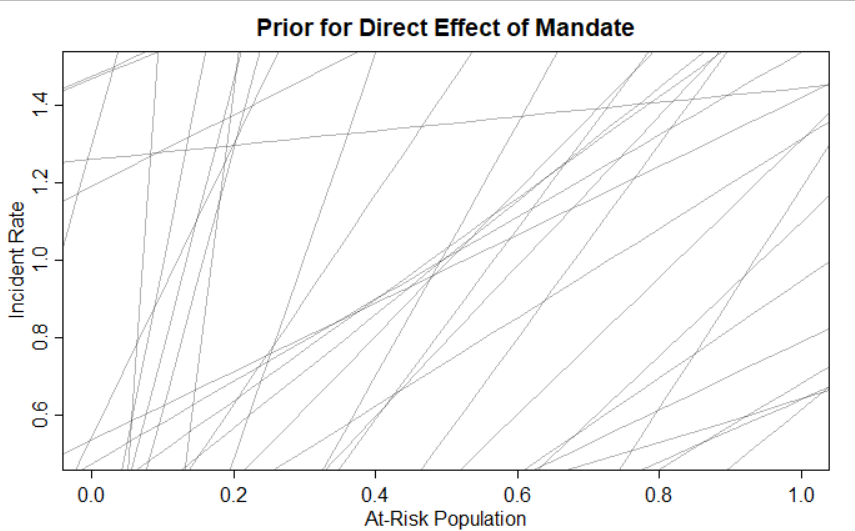 Prior for Direct Effect of Mandate
Incident Rate
1.4
1.2
1.0
0.8
0.6
0.0 0.2 0.4 0.6 0.8 1.0
At-Risk Population